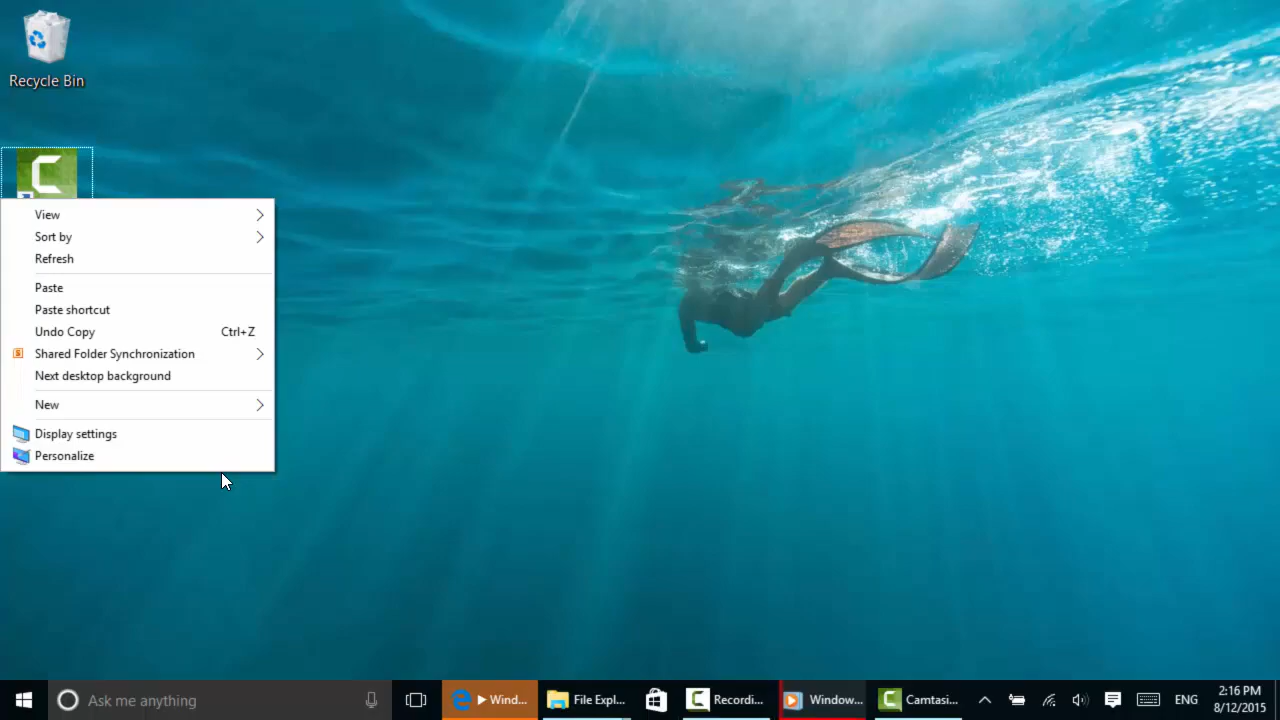 Recycle Bin
View
Sort by
Refresh
Paste
Paste shortcut
Undo Copy Ctrl+Z
Shared Folder Synchronization
Next desktop background
New
Display settings
Personalize
Ask me anything
Wind...
File Expl...
Recordi...
Window...
Camtasi...
ENG
2:16 PM
8/12/2015